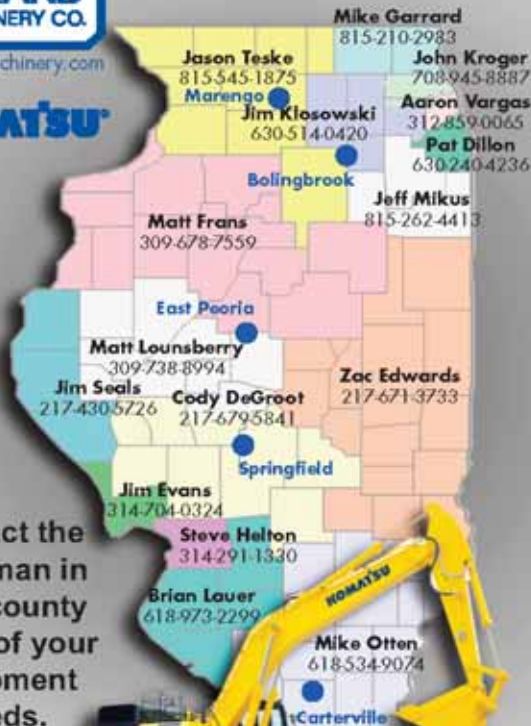 NERY CO.
chinery.com
Mike Garrard
815-210-2983
Jason Teske
815-545-1875
John Kroger
708-945-8887
Marengo
Jim Klosowski
630-514-0420
Aaron Vargas
312-859-0065
Pat Dillon
630-240-4236
Bolingbrook
Jeff Mikus
815-262-4413
Matt Frans
309-678-7559
East Peoria
Matt Lounsberry
309-738-8994
Jim Seals
217-430-5726
Cody DeGroot
217-679-5841
Zac Edwards
217-671-3733
Springfield
Jim Evans
314-704-0324
Steve Helton
314-291-1330
man in
county
of your
KOMATSU
Brian Lauer
618-973-2299
Mike Otten
618-534-9074
Carterville